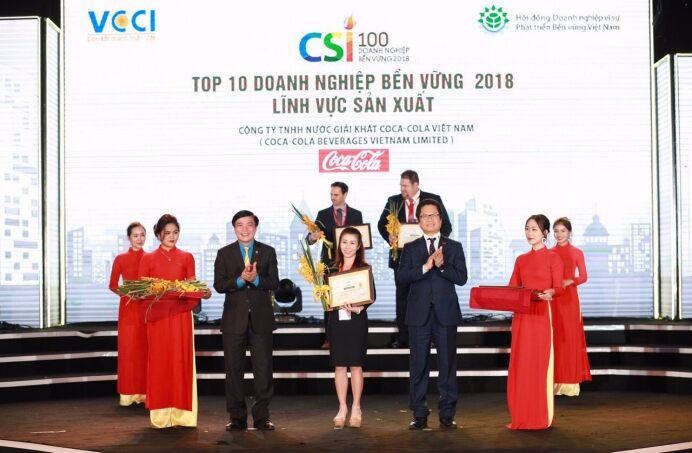 VCCI
CSi 100
DOANH NGHIỆP
BỀN VỮNG 2018
Hội đồng Doanh nghiệp vì sự
Phát triển Bền vững Việt Nam
TOP 10 DOANH NGHIỆP BỀN VỮNG 2018
LĨNH VỰC SẢN XUẤT
CÔNG TY TNHH NƯỚC GIẢI KHÁT COCA-COLA VIỆT NAM
( COCA-COLA BEVERAGES VIETNAM LIMITED )
Coca-Cola